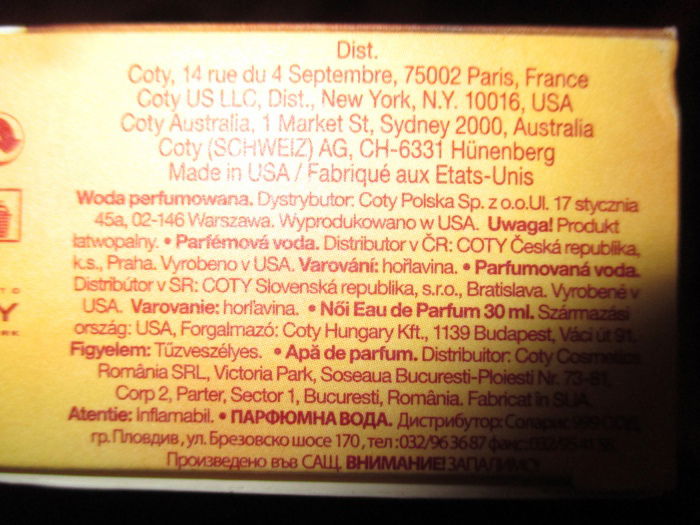 Dist.
Coty, 14 rue du 4 Septembre, 75002 Paris, France
Coty US LLC, Dist., New York, N.Y. 10016, USA
Coty Australia, 1 Market St, Sydney 2000, Australia
Coty (SCHWEIZ) AG, CH-6331 Hünenberg
Made in USA / Fabriqué aux Etats-Unis
Woda perfumowana. Dystrybutor: Coty Polska Sp. z o.o.Ul. 17 stycznia
45a, 02-146 Warszawa. Wyprodukowano w USA. Uwaga! Produkt
łatwopalny. • Parfémová voda. Distributor v ČR: COTY Česká republika,
k.s., Praha. Vyrobeno v USA. Varování: hořlavina. • Parfumovaná voda.
Distribútor v SR: COTY Slovenská republika, s.r.o., Bratislava. Vyrobené v
USA. Varovanie: horľavina. • Női Eau de Parfum 30 ml. Származási
ország: USA, Forgalmazó: Coty Hungary Kft., 1139 Budapest, Váci út 91.
Figyelem: Tűzveszélyes. • Apă de parfum. Distribuitor: Coty Cosmetics
România SRL, Victoria Park, Soseaua Bucuresti-Ploiesti Nr. 73-81,
Corp 2, Parter, Sector 1, Bucuresti, România. Fabricat in SUA.
Atentie: Inflamabil. • ПАРФЮМНА ВОДА. Дистрибутор: Соларис 999 ООД,
гр. Пловдив, ул. Брезовско шосе 170, тел: 032/96 36 87 факс:
Произведено във САЩ. ВНИМАНИЕ! ЗАПАЛИМО!